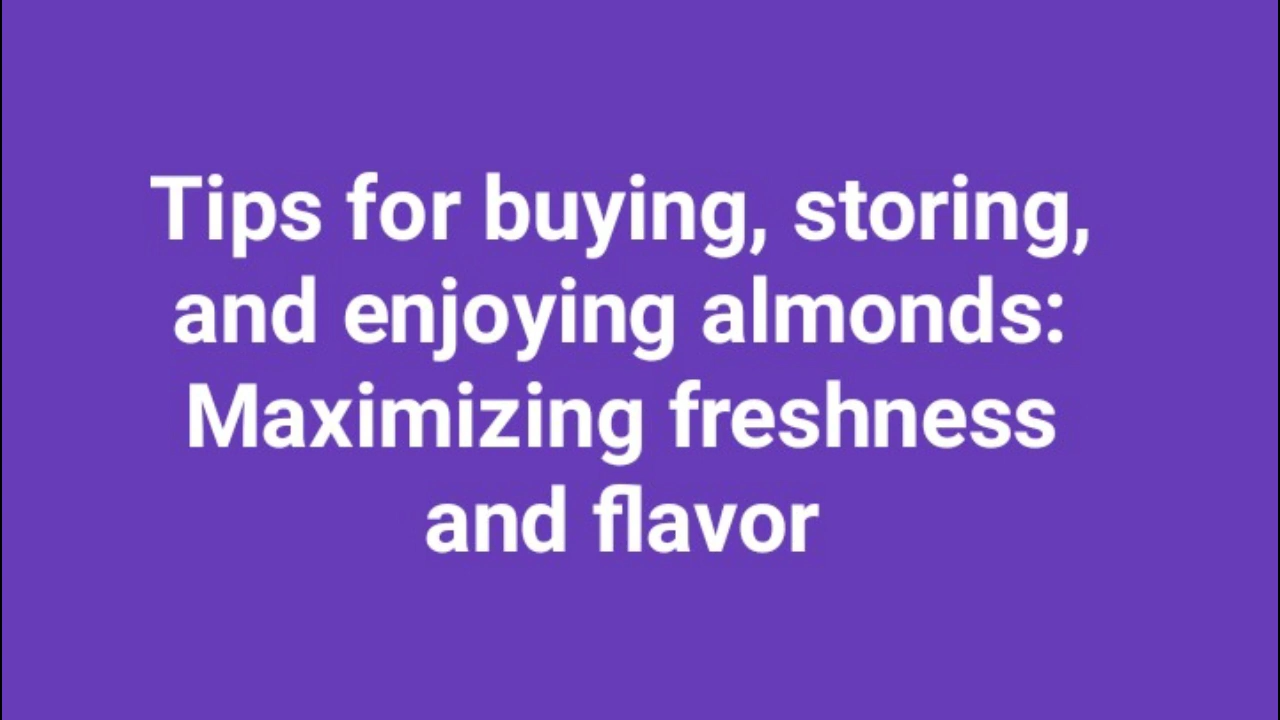 Tips for buying, storing,
and enjoying almonds:
Maximizing freshness
and flavor